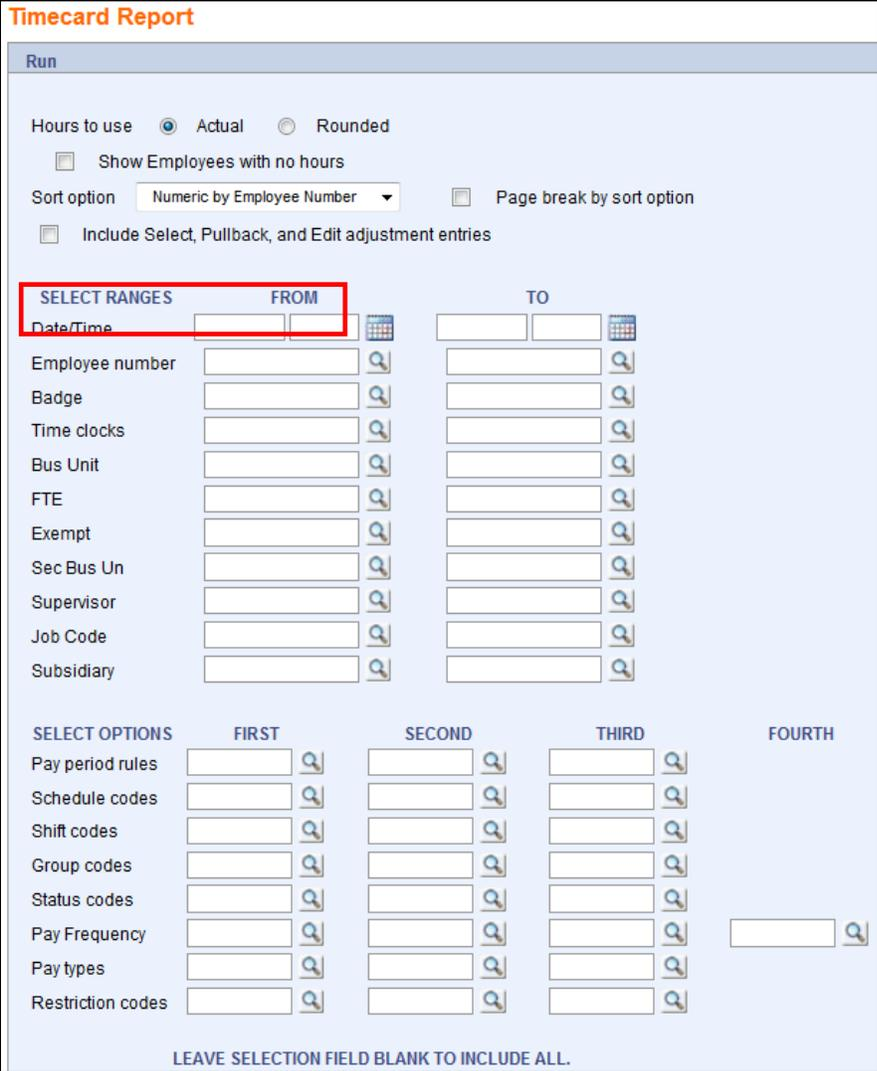 Timecard Report
Run
Hours to use Actual Rounded
Show Employees with no hours
Sort option Numeric by Employee Number Page break by sort option
Include Select, Pullback, and Edit adjustment entries
SELECT RANGES FROM TO
Date/Time
Employee number
Badge
Time clocks
Bus Unit
FTE
Exempt
Sec Bus Un
Supervisor
Job Code
Subsidiary
SELECT OPTIONS FIRST SECOND THIRD FOURTH
Pay period rules
Schedule codes
Shift codes
Group codes
Status codes
Pay Frequency
Pay types
Restriction codes
LEAVE SELECTION FIELD BLANK TO INCLUDE ALL.